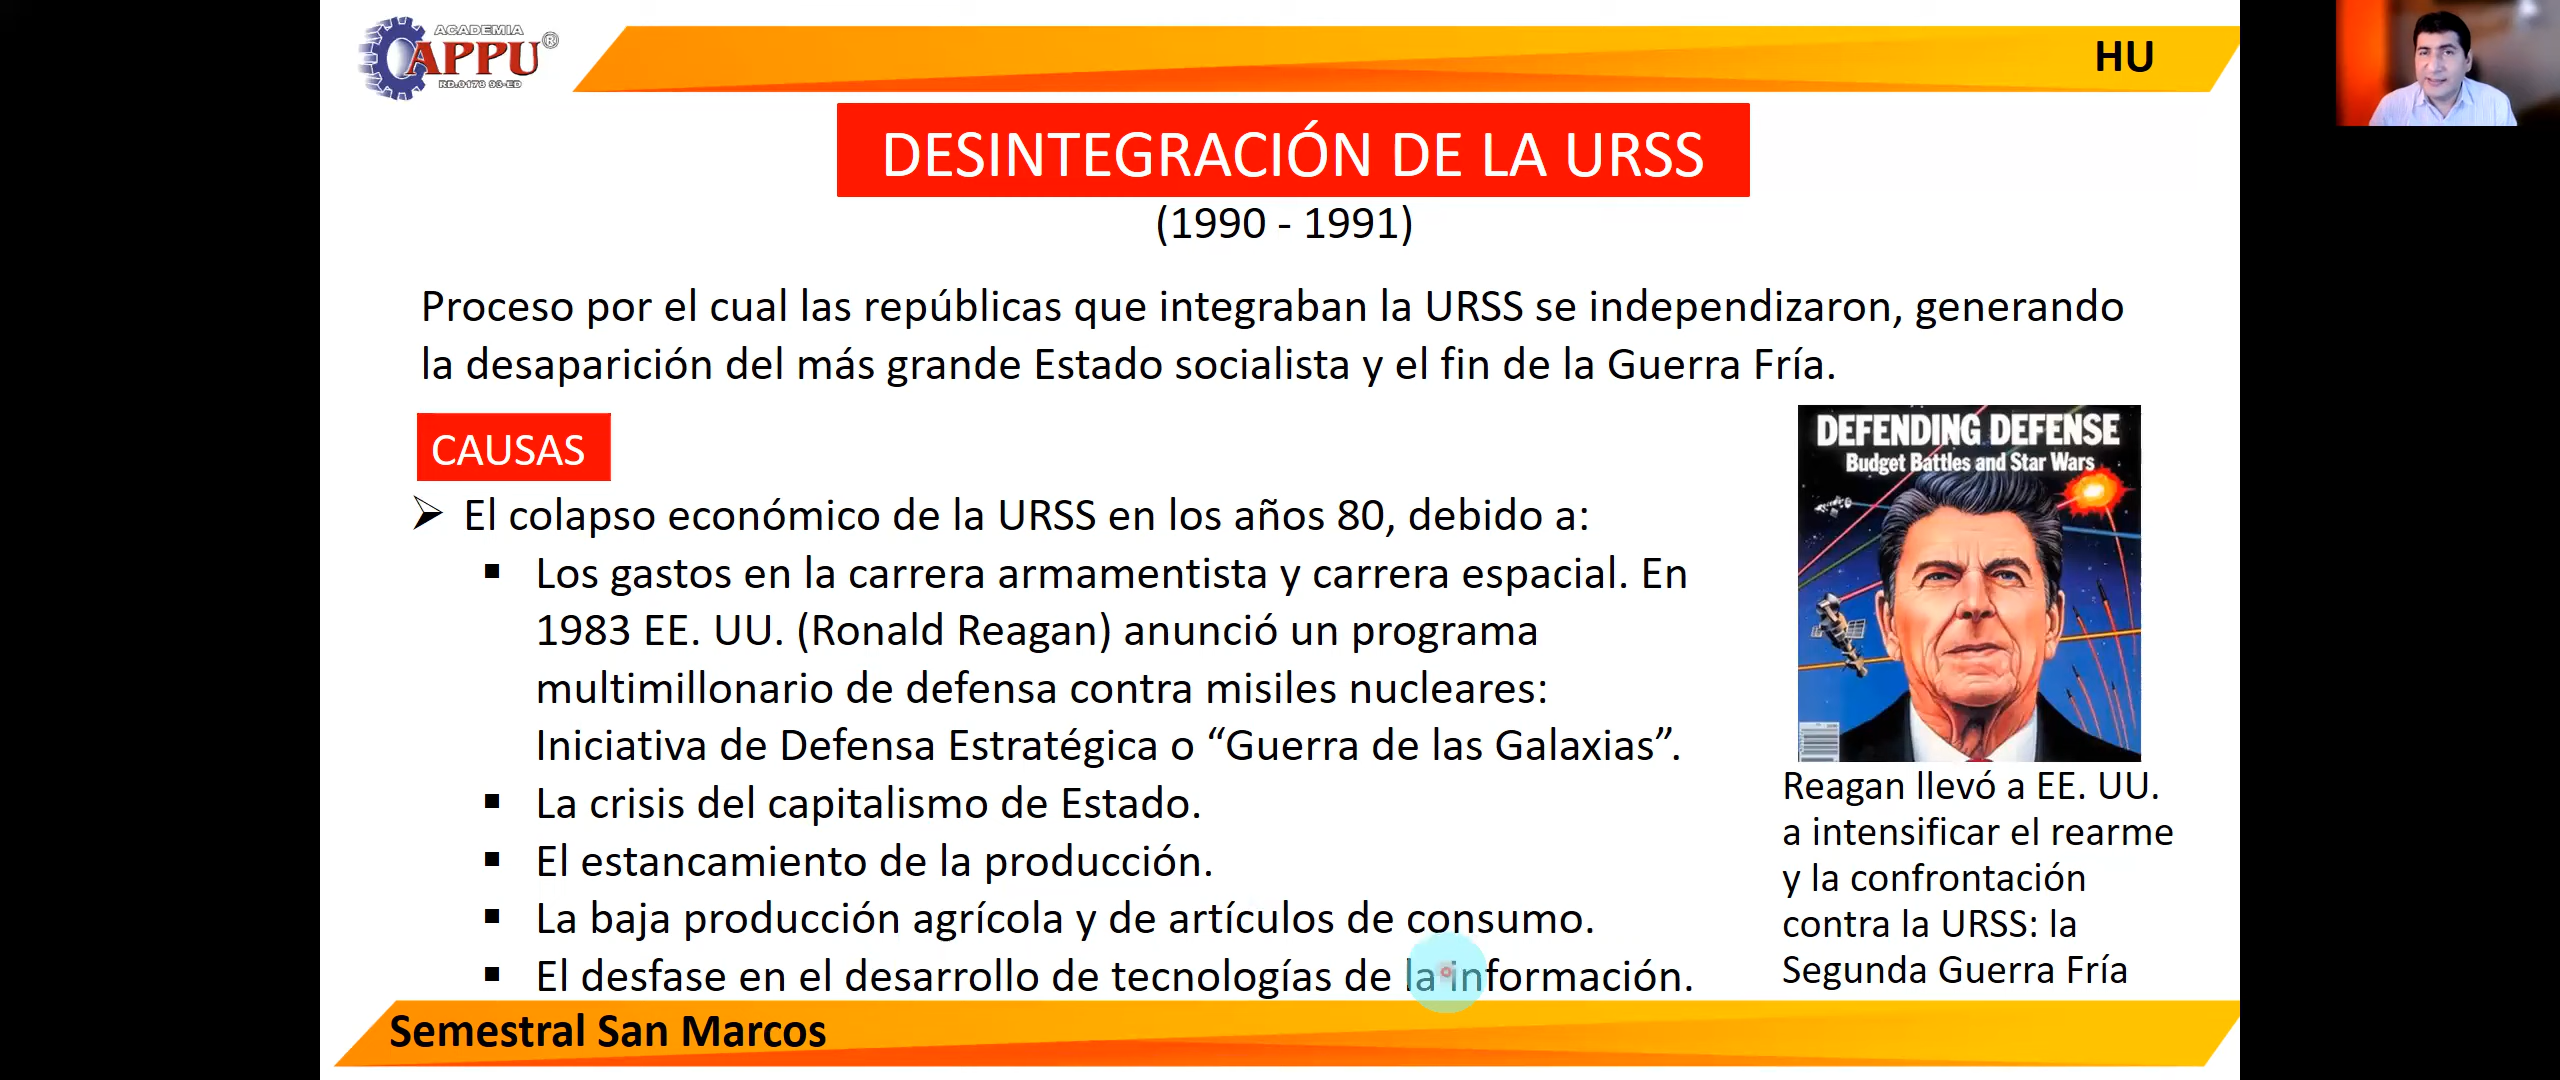 ACADEMIA
APPU®
RD.0178 93-ED
HU
DESINTEGRACIÓN DE LA URSS
(1990 - 1991)
Proceso por el cual las repúblicas que integraban la URSS se independizaron, generando
la desaparición del más grande Estado socialista y el fin de la Guerra Fría.
CAUSAS
➢ El colapso económico de la URSS en los años 80, debido a:
▪ Los gastos en la carrera armamentista y carrera espacial. En
1983 EE. UU. (Ronald Reagan) anunció un programa
multimillonario de defensa contra misiles nucleares:
Iniciativa de Defensa Estratégica o “Guerra de las Galaxias”.
▪ La crisis del capitalismo de Estado.
▪ El estancamiento de la producción.
▪ La baja producción agrícola y de artículos de consumo.
▪ El desfase en el desarrollo de tecnologías de la información.
DEFENDING DEFENSE
Budget Battles and Star Wars
Reagan llevó a EE. UU.
a intensificar el rearme
y la confrontación
contra la URSS: la
Segunda Guerra Fría
Semestral San Marcos